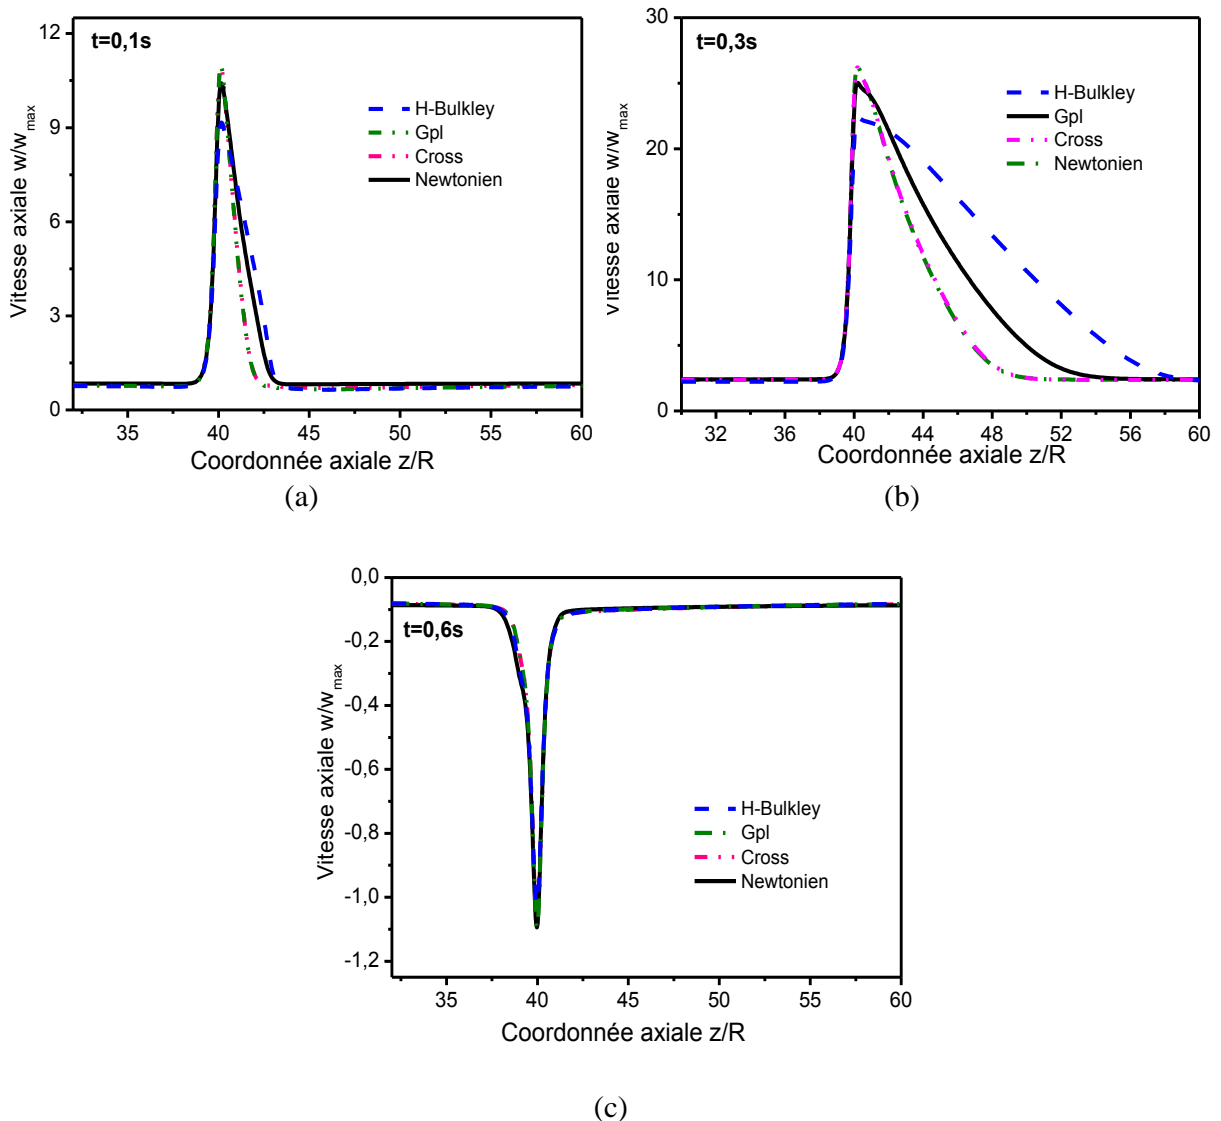 t=0,1s
12
9
6
3
0
Vitesse axiale w/w_max
H-Bulkley
Gpl
Cross
Newtonien
35 40 45 50 55 60
Coordonnée axiale z/R
(a)
t=0,3s
30
20
10
0
Vitesse axiale w/w_max
H-Bulkley
Gpl
Cross
Newtonien
32 36 40 44 48 52 56 60
Coordonnée axiale z/R
(b)
0,0
-0,2
-0,4
-0,6
-0,8
-1,0
-1,2
t=0,6s
Vitesse axiale w/w_max
H-Bulkley
Gpl
Cross
Newtonien
35 40 45 50 55 60
Coordonnée axiale z/R
(c)